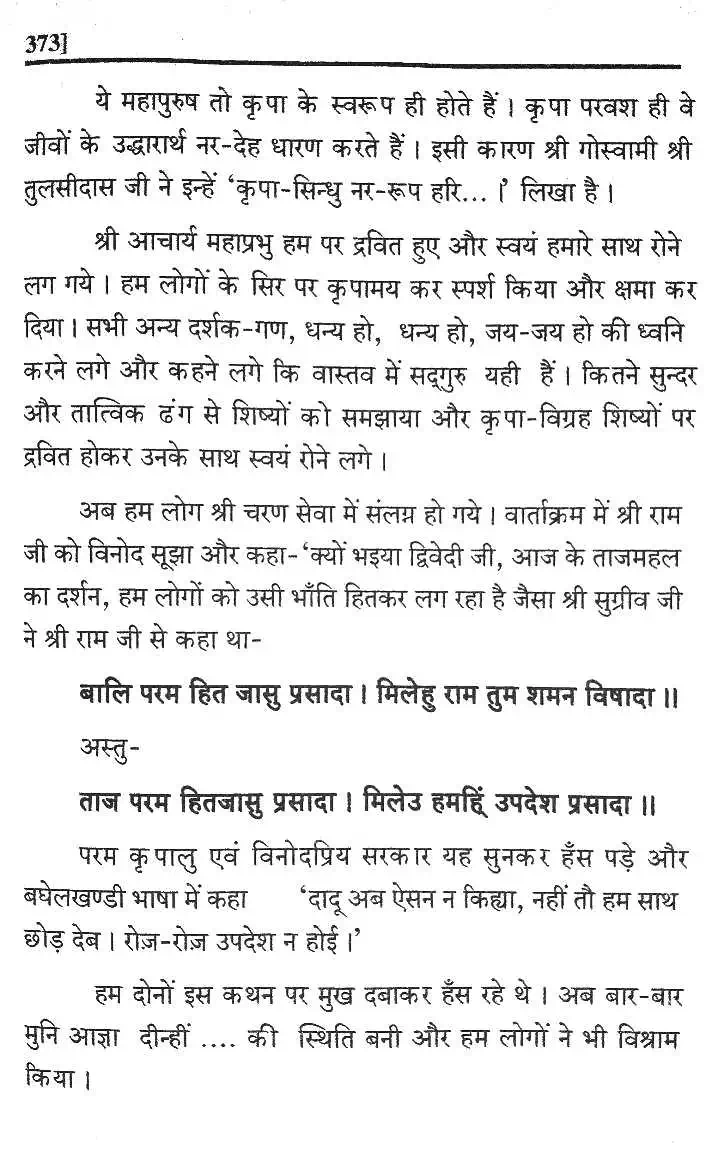 373]
ये महापुरुष तो कृपा के स्वरूप ही होते हैं । कृपा परवश ही वे
जीवों के उद्धारार्थ नर-देह धारण करते हैं । इसी कारण श्री गोस्वामी श्री
तुलसीदास जी ने इन्हें ‘कृपा-सिन्धु नर-रूप हरि... ।’ लिखा है ।
श्री आचार्य महाप्रभु हम पर द्रवित हुए और स्वयं हमारे साथ रोने
लग गये । हम लोगों के सिर पर कृपामय कर स्पर्श किया और क्षमा कर
दिया । सभी अन्य दर्शक-गण, धन्य हो, धन्य हो, जय-जय हो की ध्वनि
करने लगे और कहने लगे कि वास्तव में सद्गुरु यही हैं । कितने सुन्दर
और तात्विक ढंग से शिष्यों को समझाया और कृपा-विग्रह शिष्यों पर
द्रवित होकर उनके साथ स्वयं रोने लगे ।
अब हम लोग श्री चरण सेवा में संलग्न हो गये । वार्ताक्रम में श्री राम
जी को विनोद सूझा और कहा- ‘क्यों भइया द्विवेदी जी, आज के ताजमहल
का दर्शन, हम लोगों को उसी भाँति हितकर लग रहा है जैसा श्री सुग्रीव जी
ने श्री राम जी से कहा था-
बालि परम हित जासु प्रसादा । मिलेहु राम तुम शमन विषादा ॥
अस्तु-
ताज परम हितजासु प्रसादा । मिलेउ हमहिं उपदेश प्रसादा ॥
परम कृपालु एवं विनोदप्रिय सरकार यह सुनकर हँस पड़े और
बघेलखण्डी भाषा में कहा ‘दादू अब ऐसन न किह्या, नहीं तौ हम साथ
छोड़ देब । रोज़-रोज़ उपदेश न होई ।’
हम दोनों इस कथन पर मुख दबाकर हँस रहे थे । अब बार-बार
मुनि आज्ञा दीन्हीं .... की स्थिति बनी और हम लोगों ने भी विश्राम
किया ।